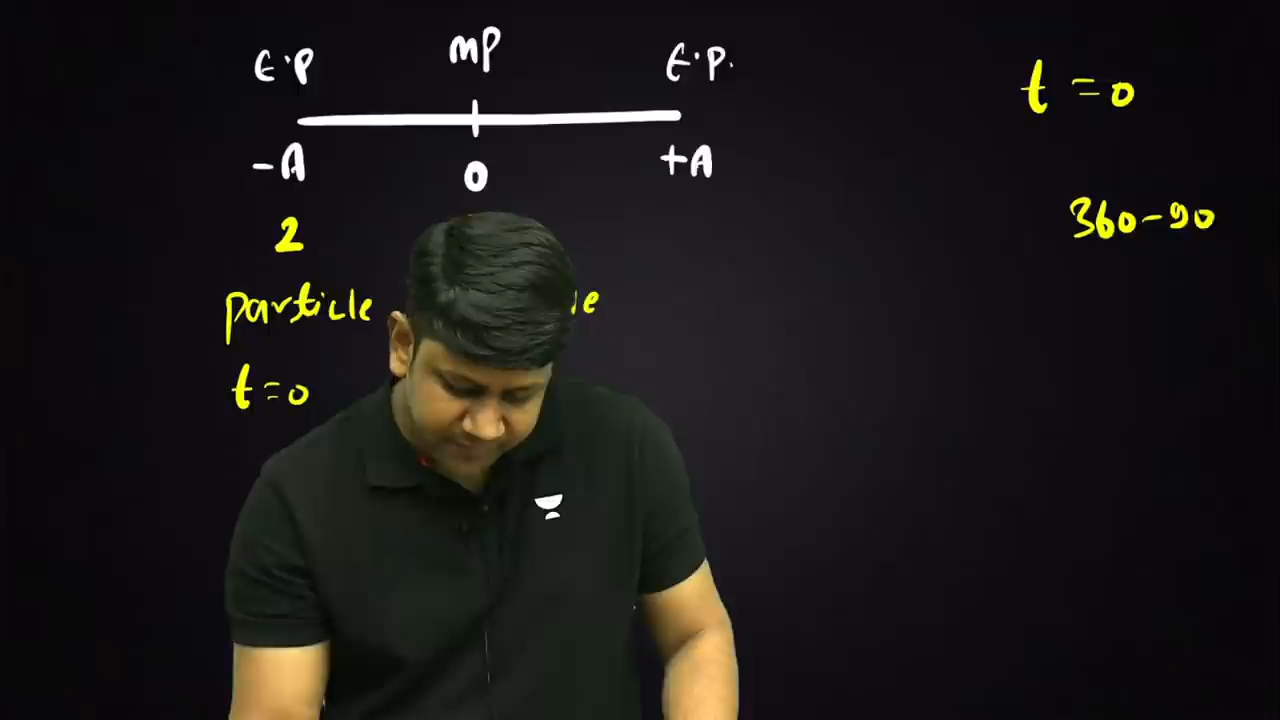 E.P MP E.P.
-A 0 +A
t = 0
2
360-90
particle
t=0